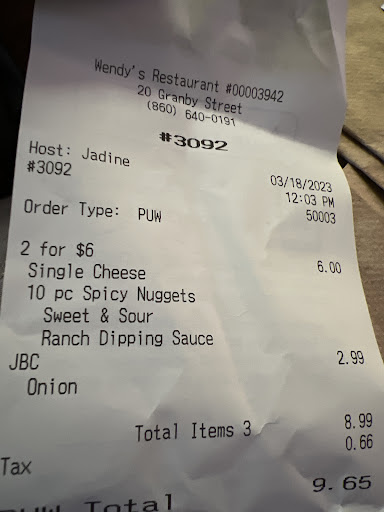 Wendy's Restaurant #00003942
20 Granby Street
(860) 640-0191
#3092
Host: Jadine 03/18/2023
#3092 12:03 PM
50003
Order Type: PUW
2 for $6 6.00
Single Cheese
10 pc Spicy Nuggets
Sweet & Sour
Ranch Dipping Sauce
JBC 2.99
Onion
Total Items 3 8.99
Tax 0.66
PUW Total 9.65